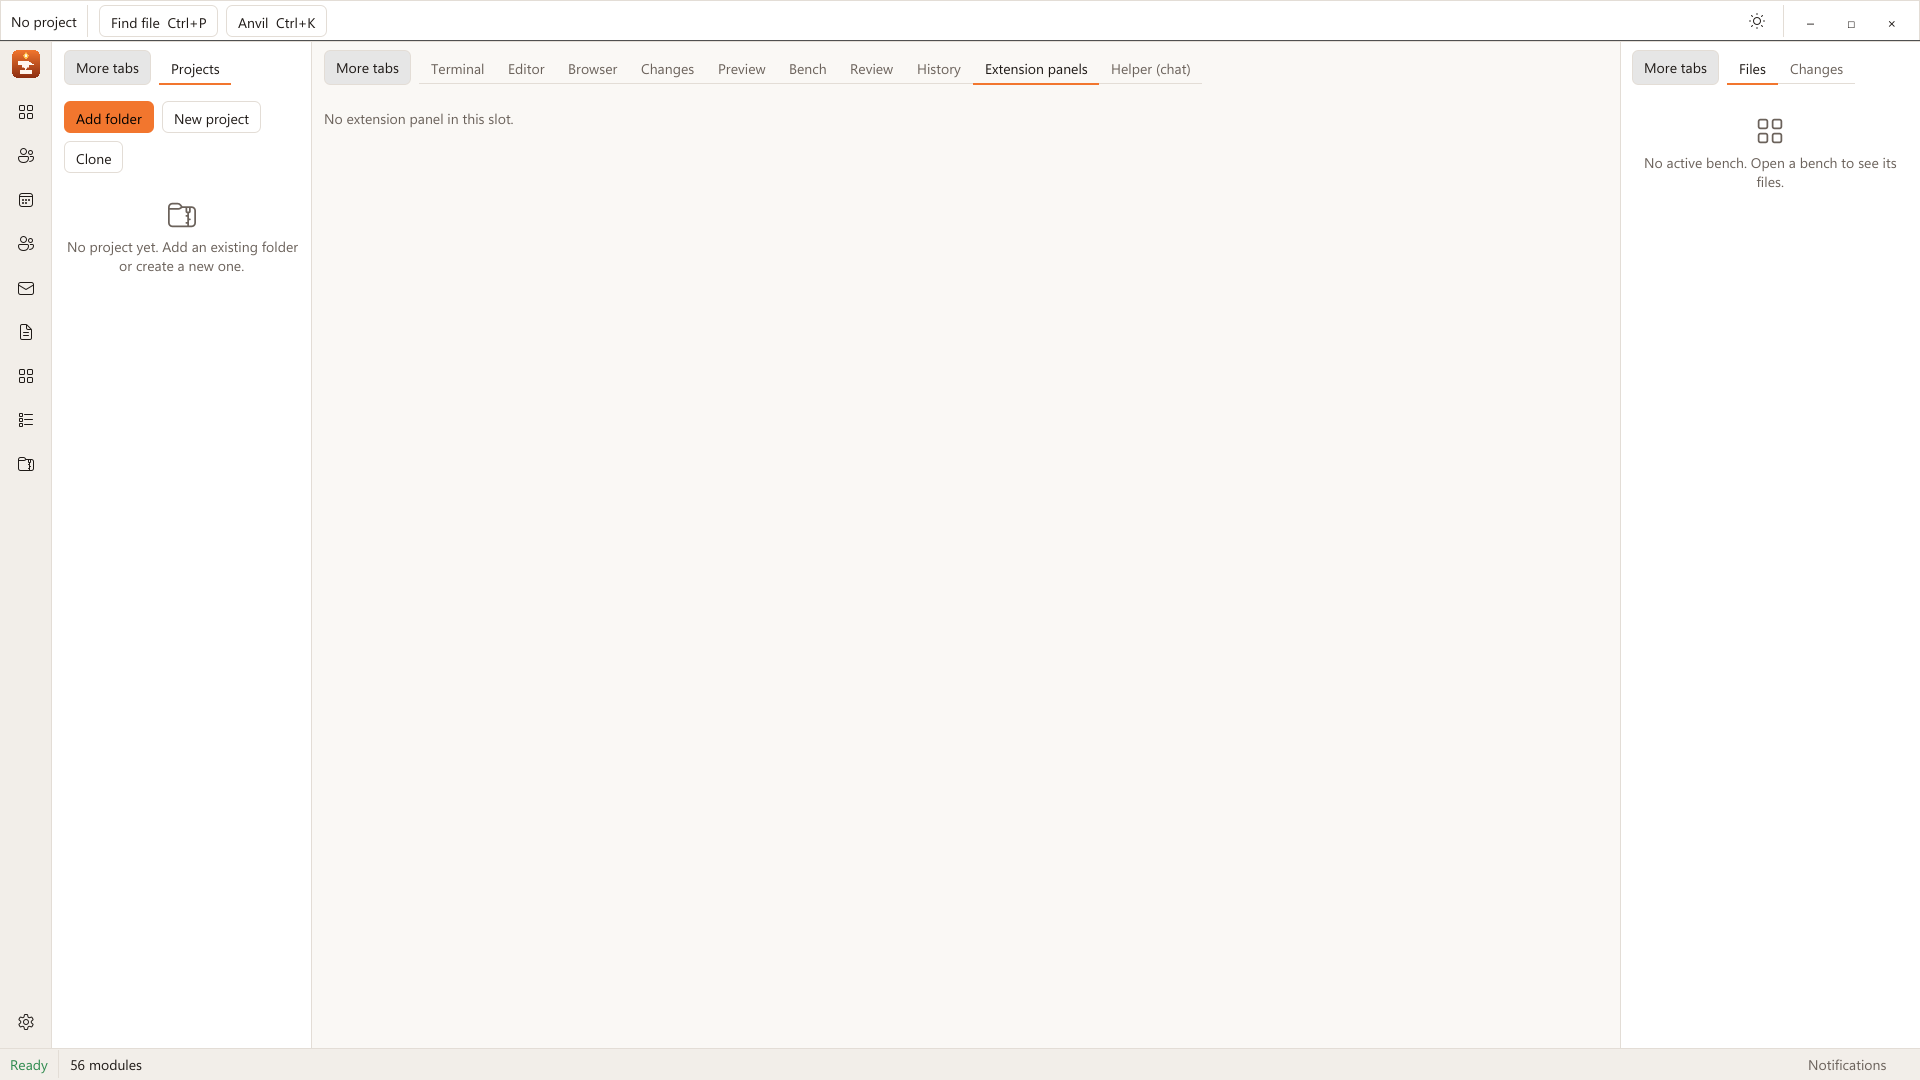 No project
Find file Ctrl+P
Anvil Ctrl+K
More tabs
Projects
Add folder
New project
Clone
No project yet. Add an existing folder
or create a new one.
More tabs
Terminal
Editor
Browser
Changes
Preview
Bench
Review
History
Extension panels
Helper (chat)
No extension panel in this slot.
More tabs
Files
Changes
No active bench. Open a bench to see its
files.
Ready
56 modules
Notifications